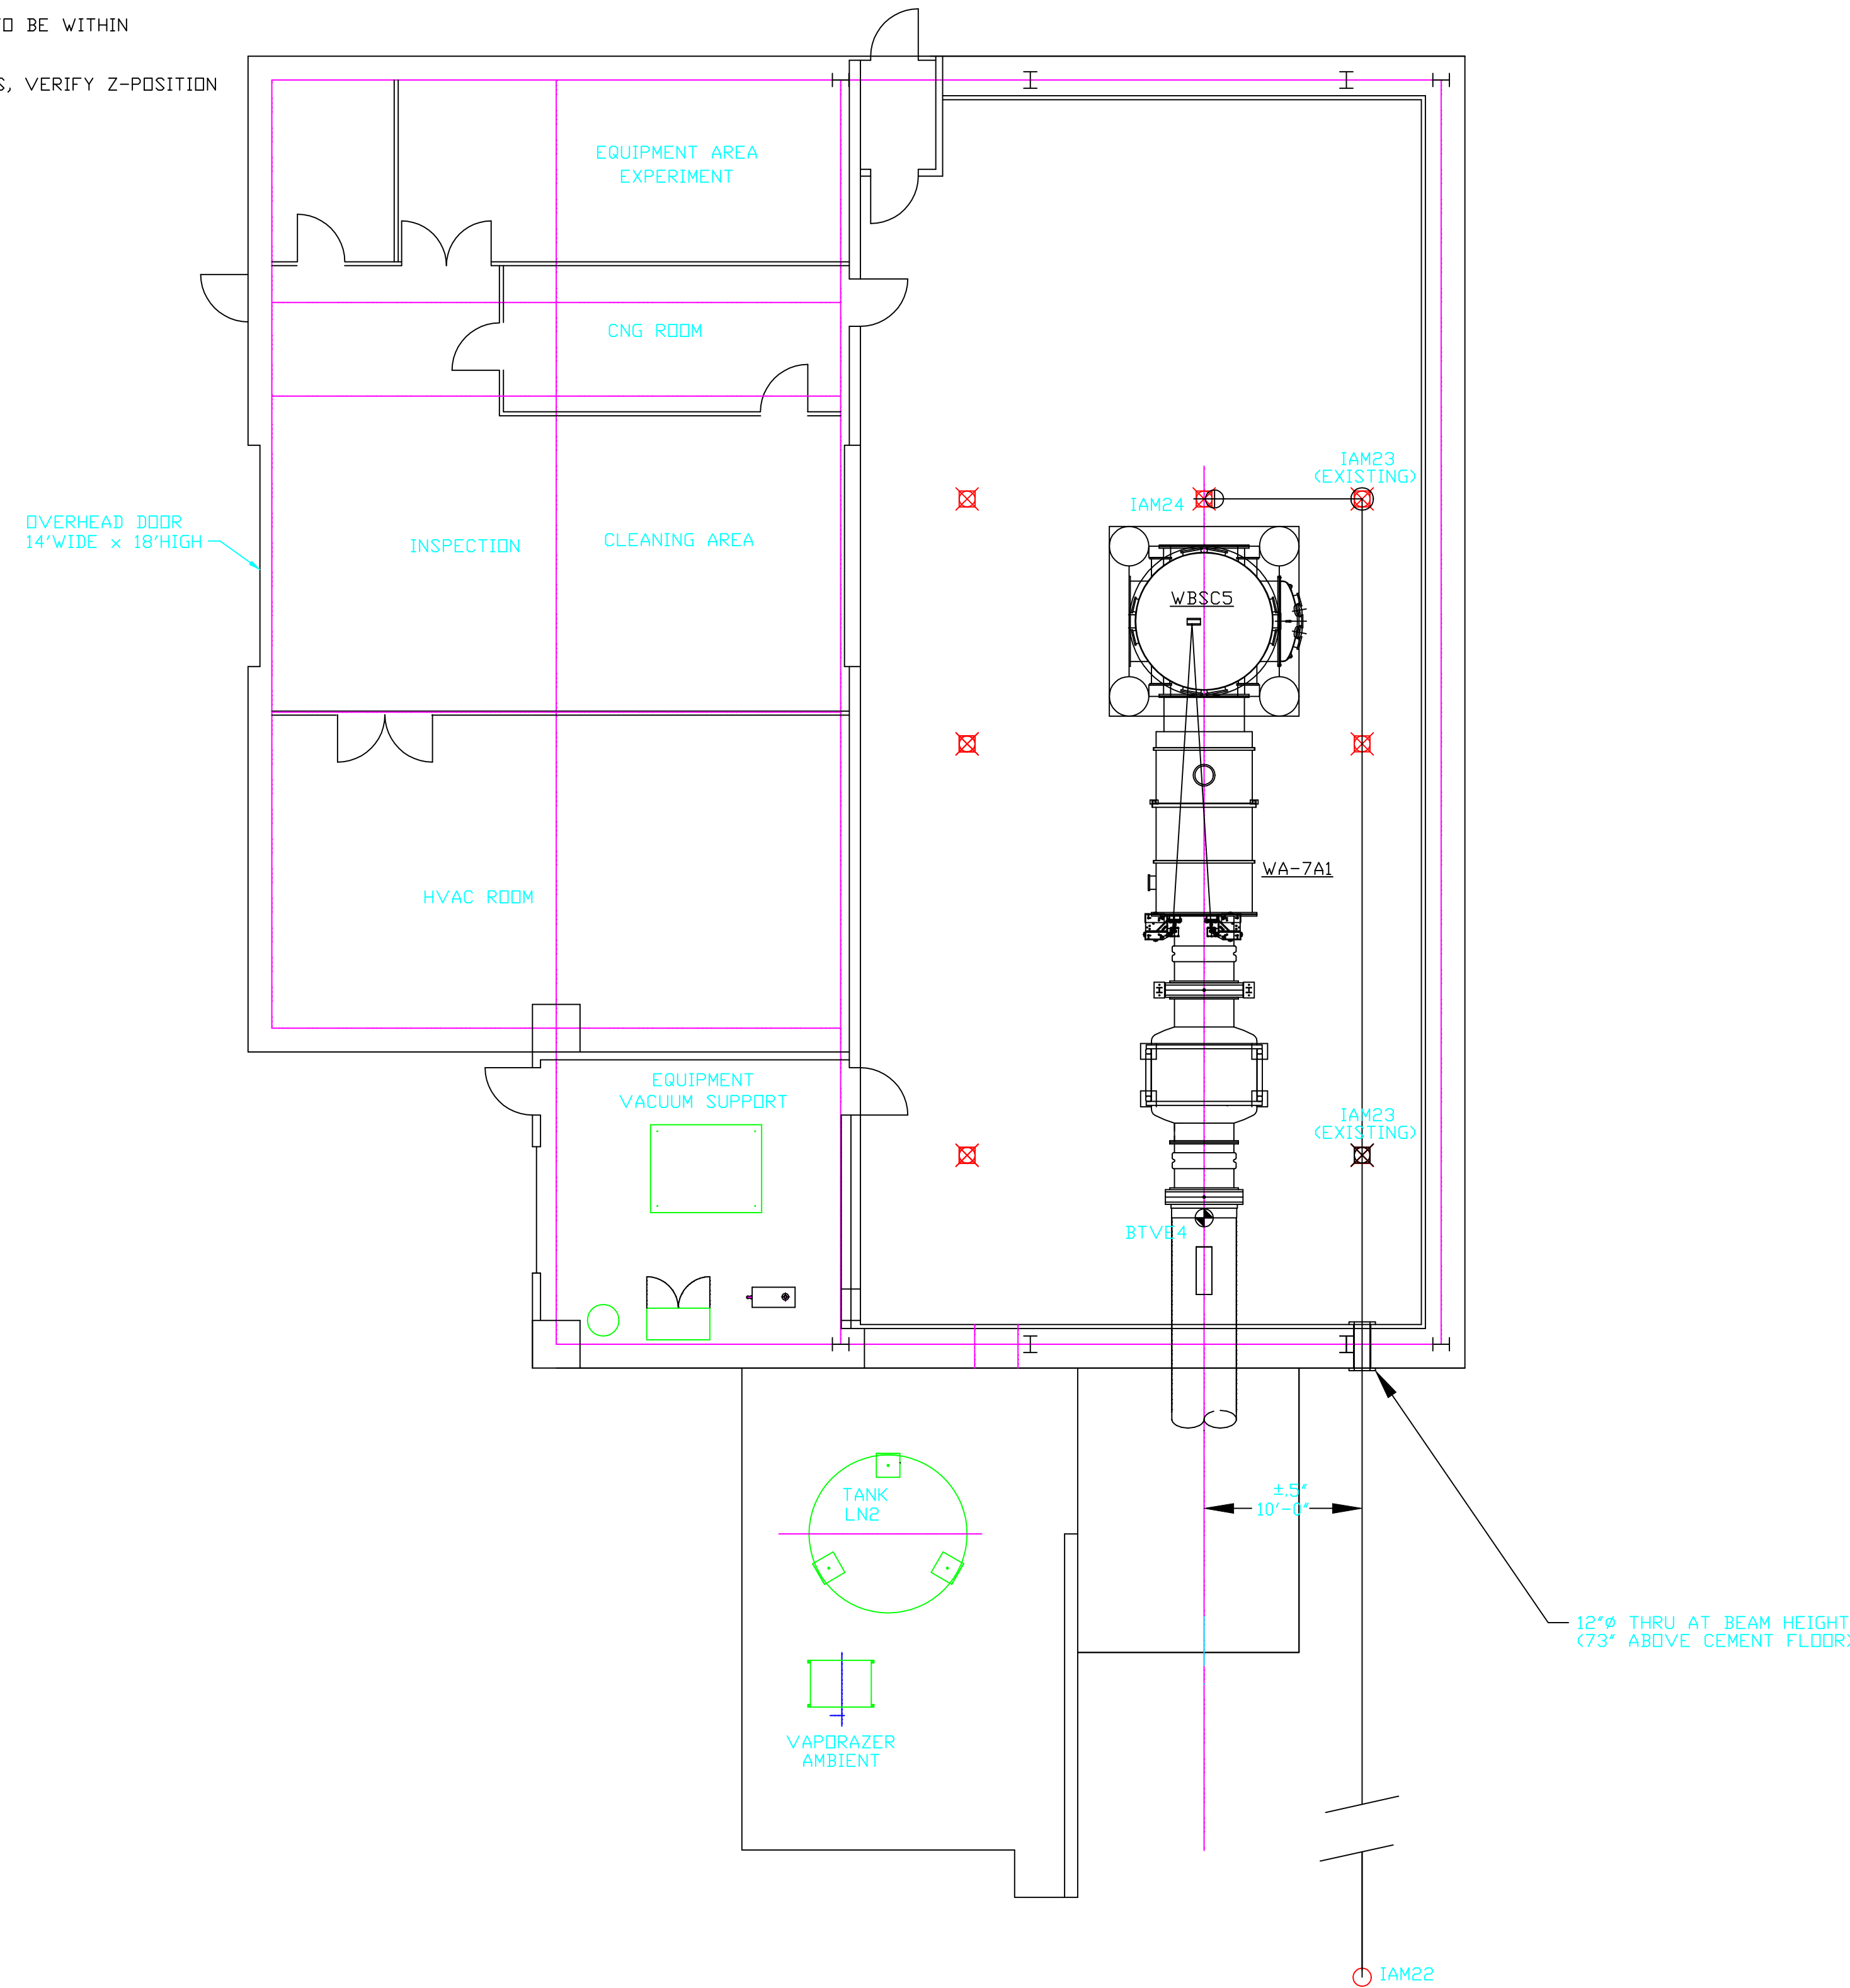 TO BE WITHIN
S, VERIFY Z-POSITION
EQUIPMENT AREA
EXPERIMENT
CNG ROOM
IAM23
(EXISTING)
IAM24
OVERHEAD DOOR
14'WIDE x 18'HIGH
INSPECTION
CLEANING AREA
WBSC5
WA-7A1
HVAC ROOM
EQUIPMENT
VACUUM SUPPORT
IAM23
(EXISTING)
BTVE4
TANK
LN2
±.5"
10'-0"
12"Ø THRU AT BEAM HEIGHT
(73" ABOVE CEMENT FLOOR)
VAPORAZER
AMBIENT
IAM22